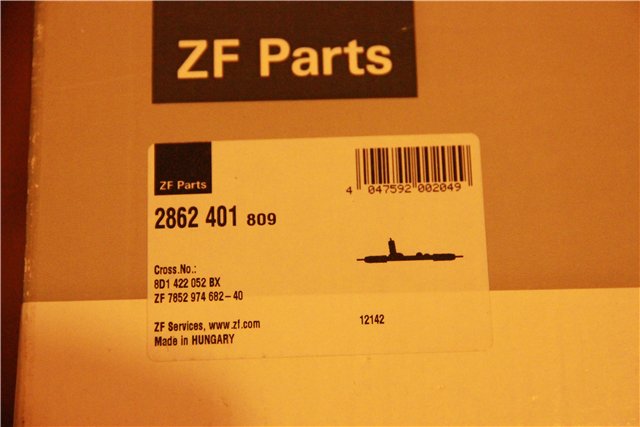 ZF Parts
ZF Parts
4 047592 002049
2862 401 809
Cross.No.:
8D1 422 052 BX
ZF 7852 974 682-40
ZF Services, www.zf.com
12142
Made in HUNGARY